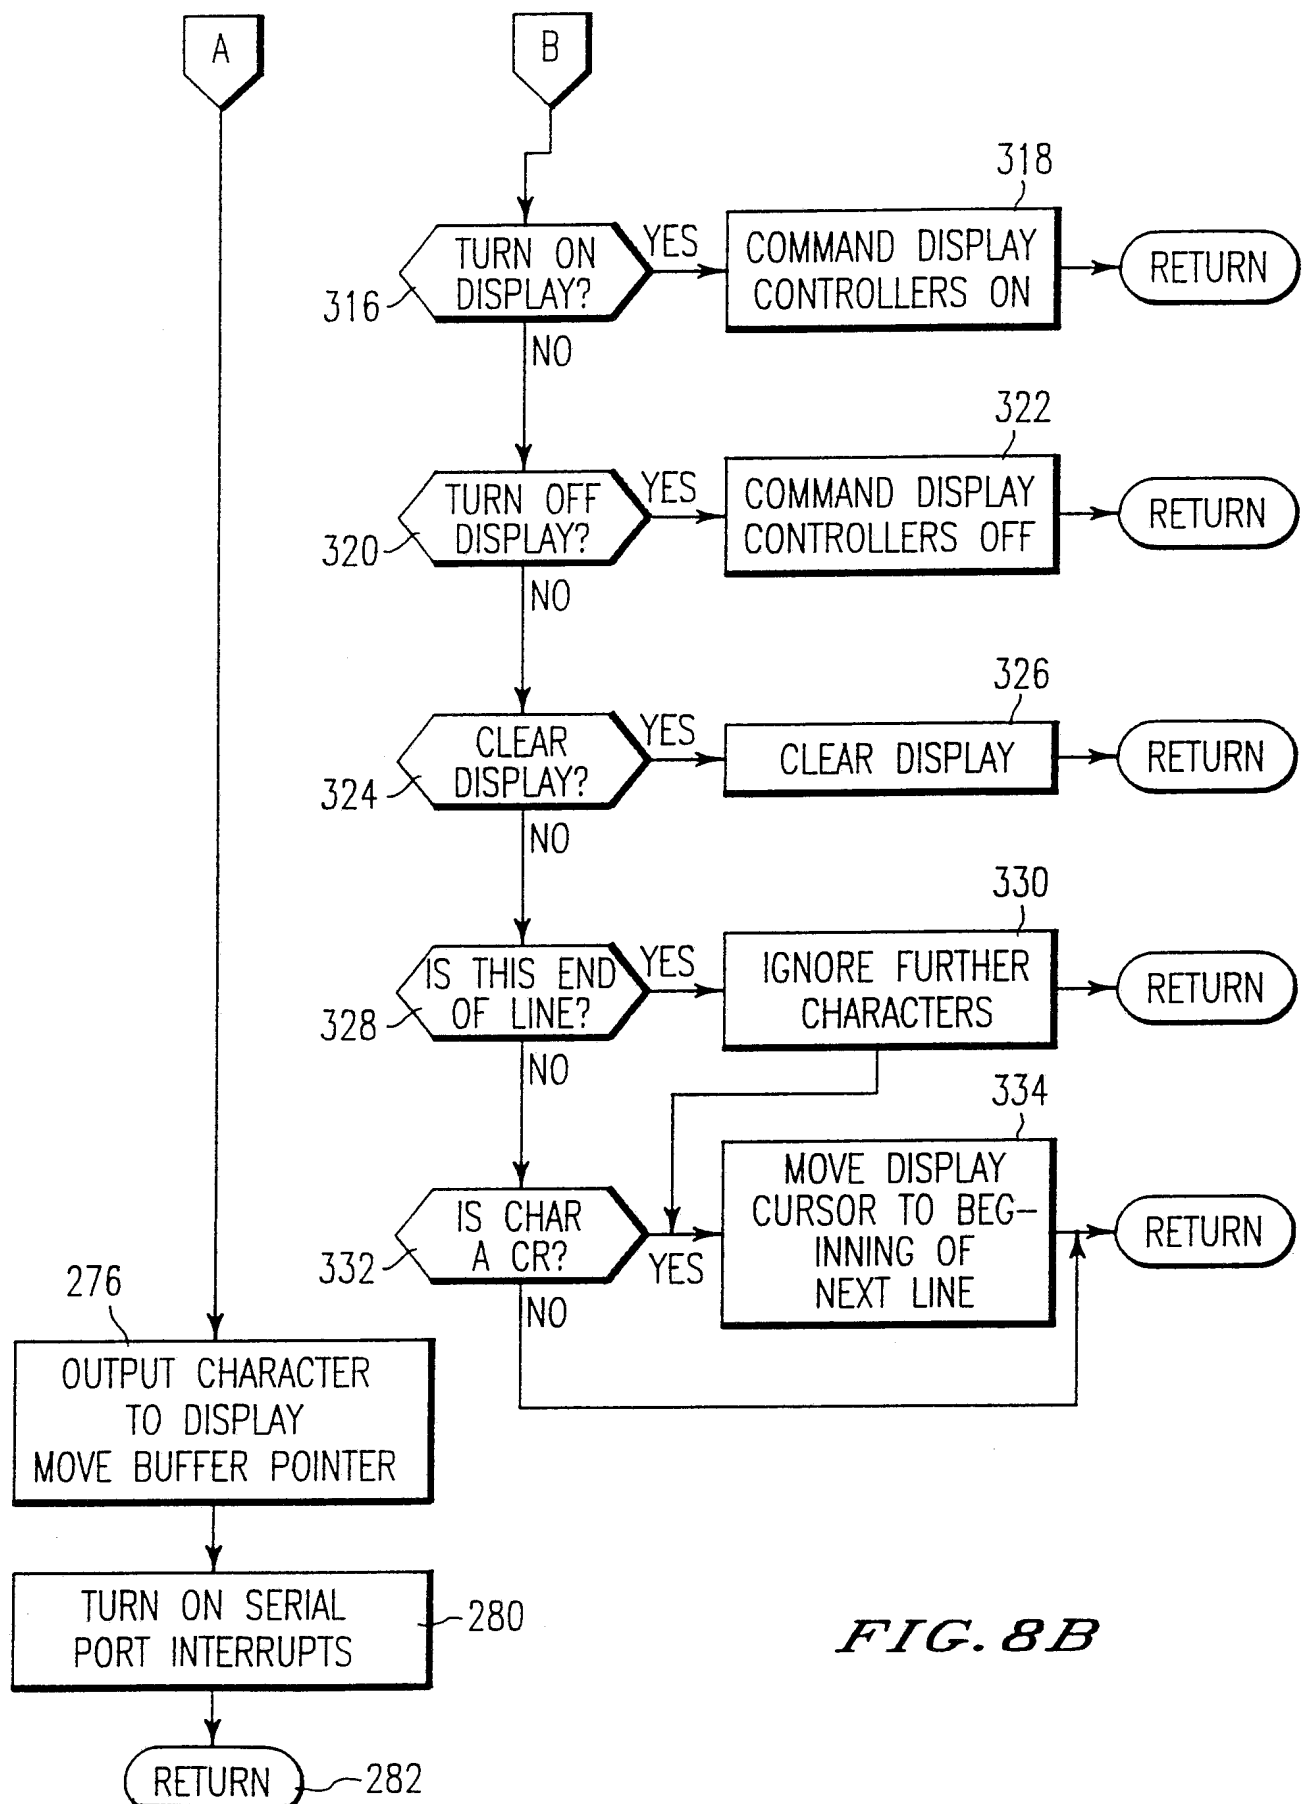 A
B
318
TURN ON
DISPLAY?
316
YES
COMMAND DISPLAY
CONTROLLERS ON
RETURN
NO
322
TURN OFF
DISPLAY?
320
YES
COMMAND DISPLAY
CONTROLLERS OFF
RETURN
NO
326
CLEAR
DISPLAY?
324
YES
CLEAR DISPLAY
RETURN
NO
330
IS THIS END
OF LINE?
328
YES
IGNORE FURTHER
CHARACTERS
RETURN
NO
334
IS CHAR
A CR?
332
YES
MOVE DISPLAY
CURSOR TO BEG-
INNING OF
NEXT LINE
RETURN
NO
276
OUTPUT CHARACTER
TO DISPLAY
MOVE BUFFER POINTER
TURN ON SERIAL
PORT INTERRUPTS
280
RETURN
282
FIG. 8B